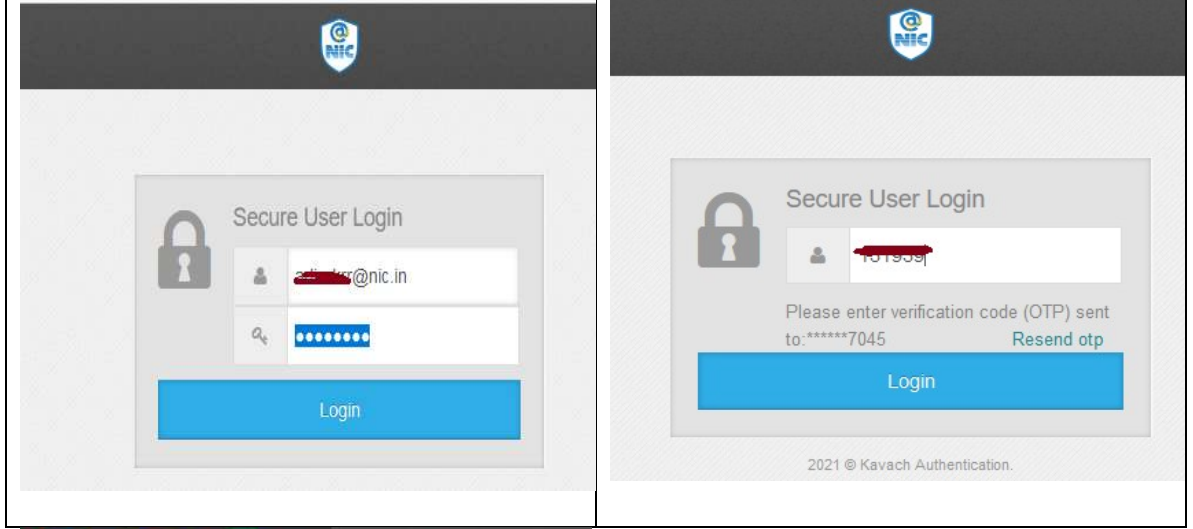 @
NIC
Secure User Login
@nic.in
••••••••
Login
@
NIC
Secure User Login
Please enter verification code (OTP) sent
to:******7045 Resend otp
Login
2021 © Kavach Authentication.